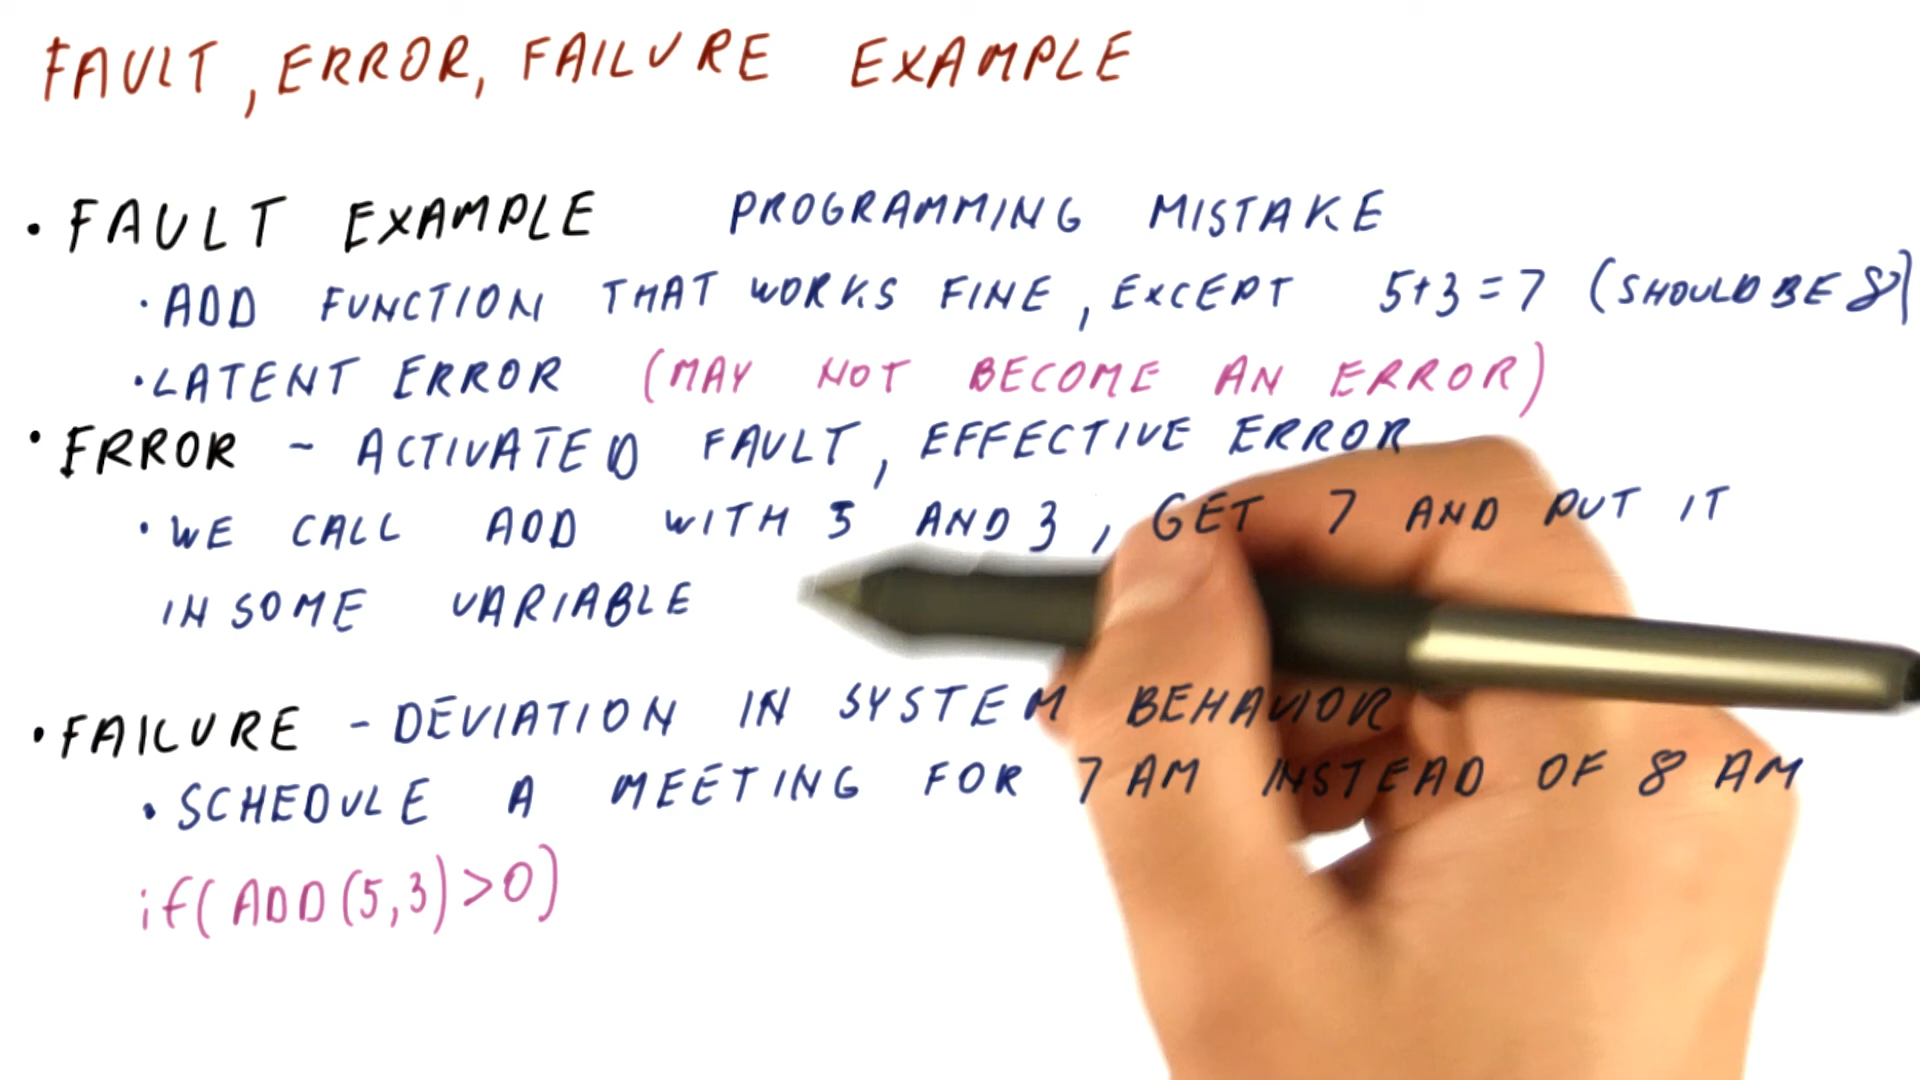 FAULT, ERROR, FAILURE EXAMPLE
• FAULT EXAMPLE PROGRAMMING MISTAKE
• ADD FUNCTION THAT WORKS FINE, EXCEPT 5+3=7 (SHOULD BE 8)
• LATENT ERROR (MAY NOT BECOME AN ERROR)
• ERROR - ACTIVATED FAULT, EFFECTIVE ERROR
• WE CALL ADD WITH 5 AND 3, GET 7 AND PUT IT
IN SOME VARIABLE
• FAILURE - DEVIATION IN SYSTEM BEHAVIOR
• SCHEDULE A MEETING FOR 7 AM INSTEAD OF 8 AM
if(ADD(5,3)>0)